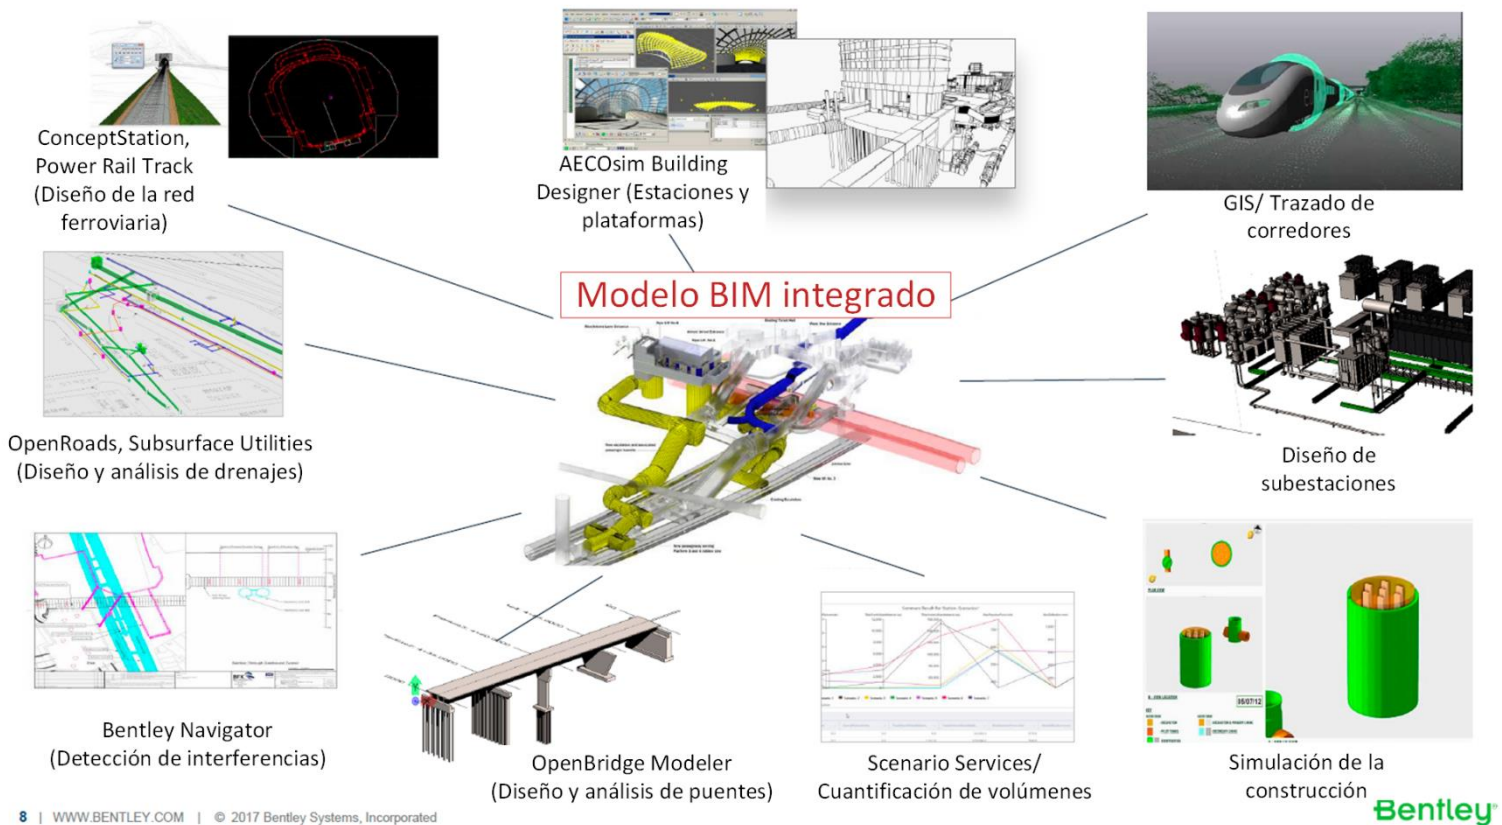 ConceptStation,
Power Rail Track
(Diseño de la red
ferroviaria)
AECOsim Building
Designer (Estaciones y
plataformas)
GIS/ Trazado de
corredores
Modelo BIM integrado
OpenRoads, Subsurface Utilities
(Diseño y análisis de drenajes)
Diseño de
subestaciones
Bentley Navigator
(Detección de interferencias)
OpenBridge Modeler
(Diseño y análisis de puentes)
Scenario Services/
Cuantificación de volúmenes
06/07/12
Simulación de la
construcción
8 | WWW.BENTLEY.COM | © 2017 Bentley Systems, Incorporated
Bentley®